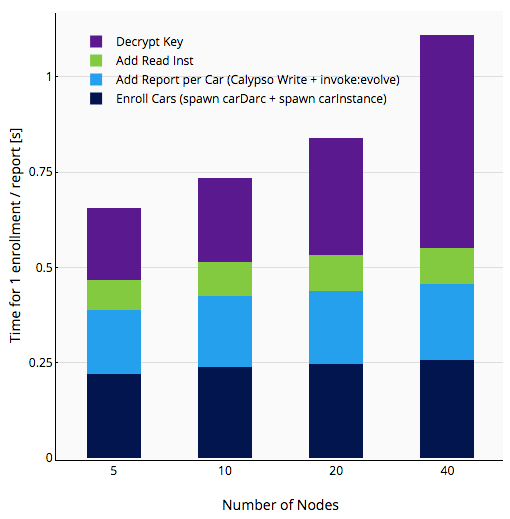 Decrypt Key
Add Read Inst
Add Report per Car (Calypso Write + invoke:evolve)
Enroll Cars (spawn carDarc + spawn carInstance)
Time for 1 enrollment / report [s]
1
0.75
0.5
0.25
0
5 10 20 40
Number of Nodes